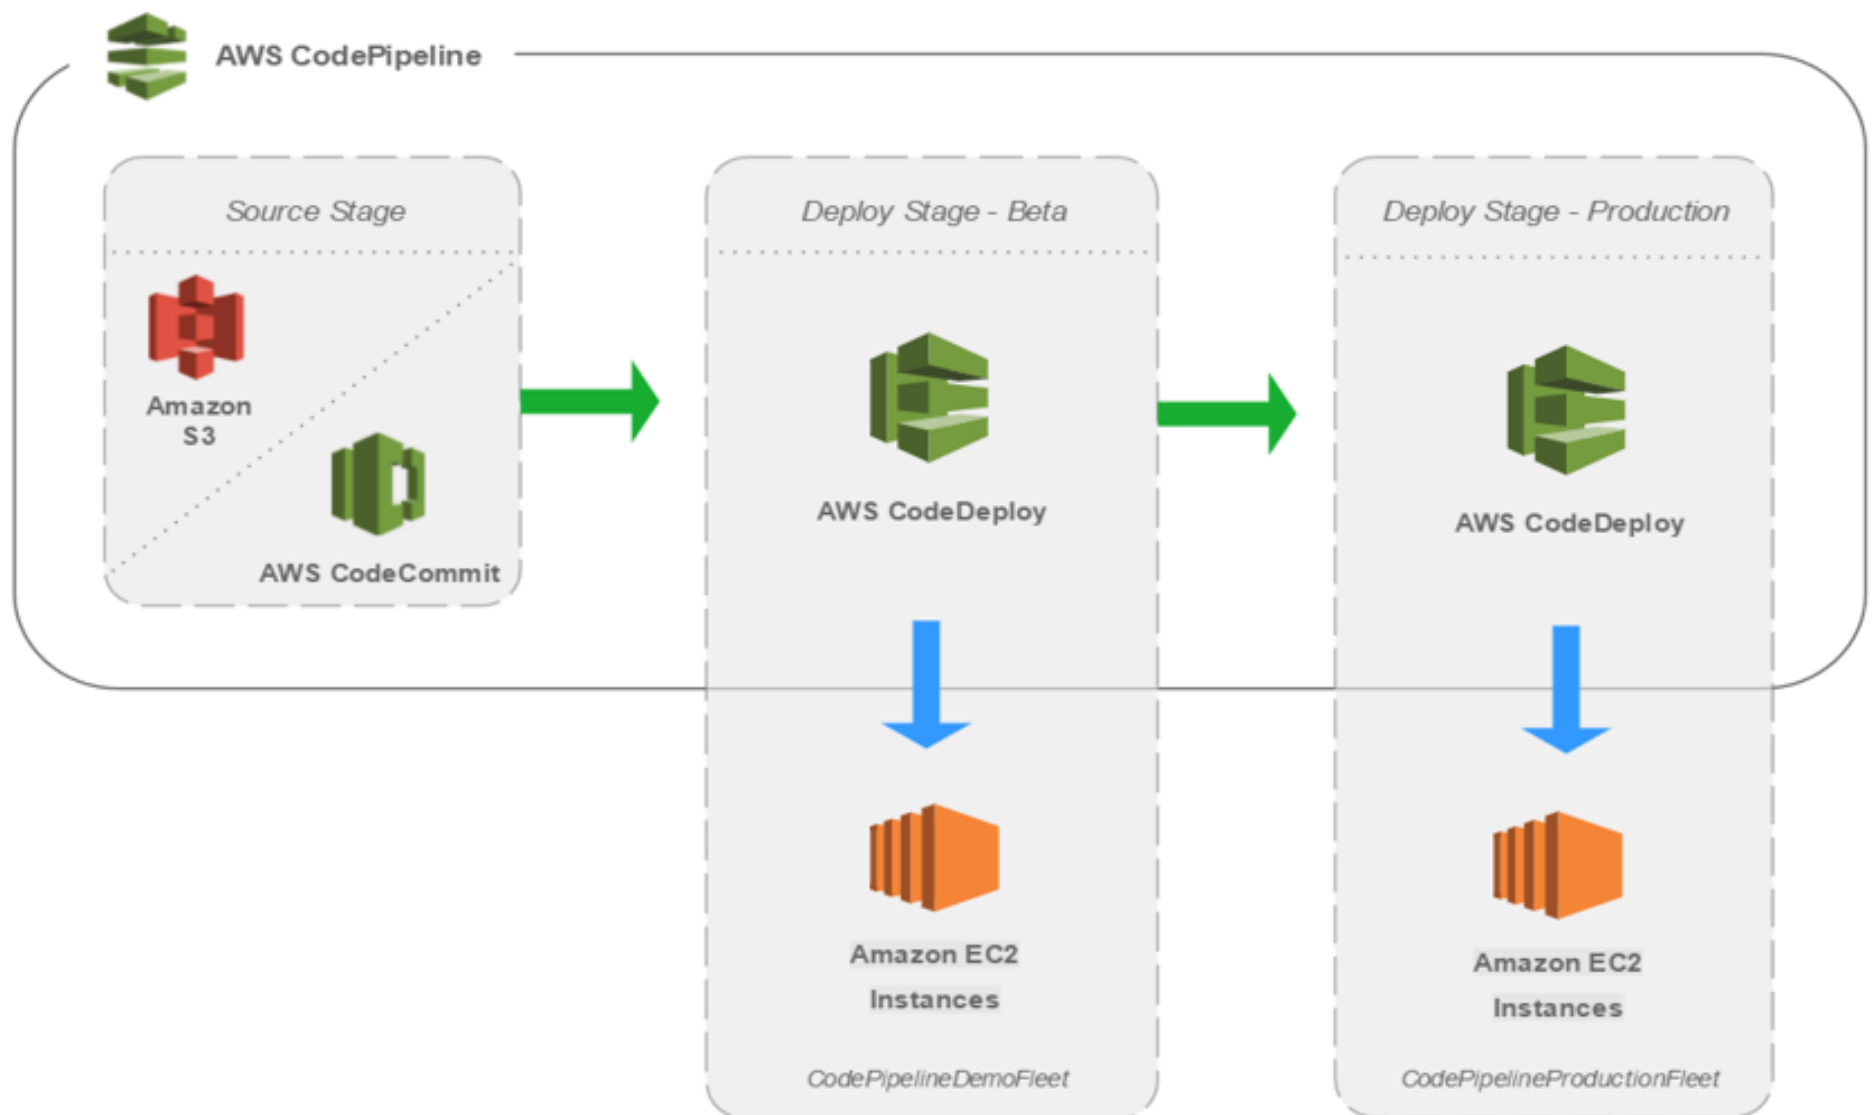 AWS CodePipeline
Source Stage
Amazon
S3
AWS CodeCommit
Deploy Stage - Beta
AWS CodeDeploy
Amazon EC2
Instances
CodePipelineDemoFleet
Deploy Stage - Production
AWS CodeDeploy
Amazon EC2
Instances
CodePipelineProductionFleet